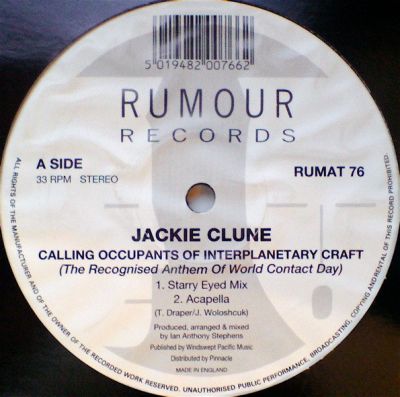 5 019482 007662
RUMOUR
RECORDS
A SIDE
33 RPM STEREO
RUMAT 76
JACKIE CLUNE
CALLING OCCUPANTS OF INTERPLANETARY CRAFT
(The Recognised Anthem Of World Contact Day)
1. Starry Eyed Mix
2. Acapella
(T. Draper/J. Woloshcuk)
Produced, arranged & mixed
by Ian Anthony Stephens
Published by Windswept Pacific Music
Distributed by Pinnacle
MADE IN ENGLAND
ALL RIGHTS OF THE MANUFACTURER AND OF THE OWNER OF THE RECORDED WORK RESERVED. UNAUTHORISED PUBLIC PERFORMANCE, BROADCASTING, COPYING AND RENTAL OF THIS RECORD PROHIBITED.